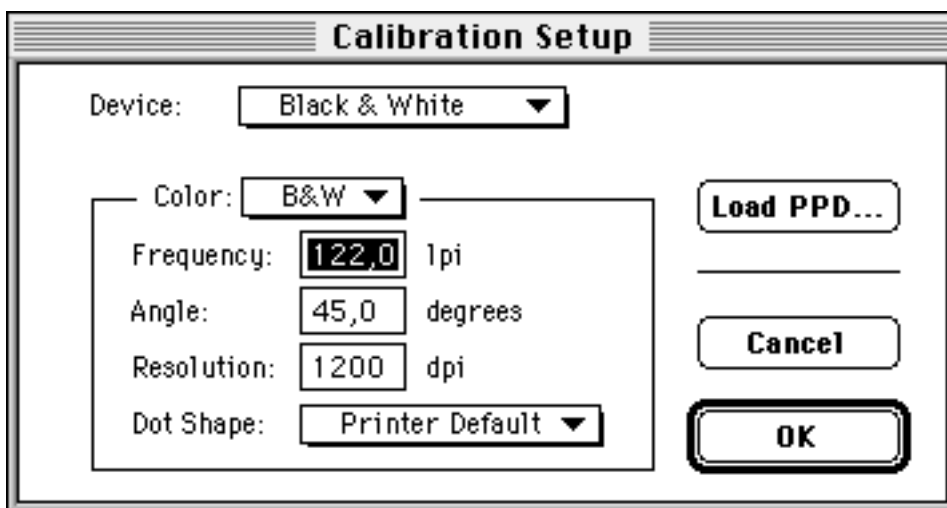 Calibration Setup
Device: Black & White
Color: B&W
Load PPD...
Frequency: 122,0 lpi
Angle: 45,0 degrees
Cancel
Resolution: 1200 dpi
Dot Shape: Printer Default
OK